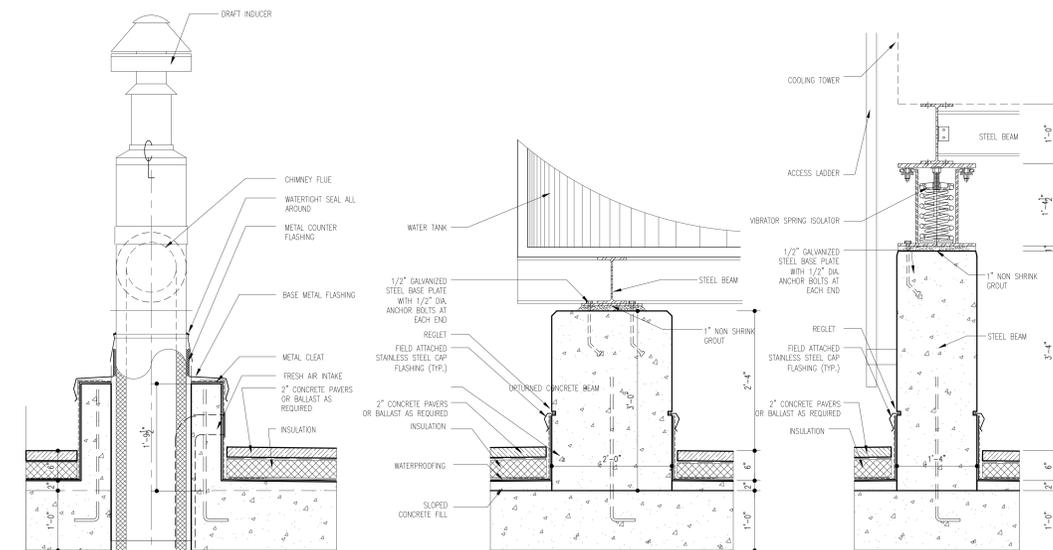 DRAFT INDUCER
CHIMNEY FLUE
WATERTIGHT SEAL ALL
AROUND
METAL COUNTER
FLASHING
BASE METAL FLASHING
METAL CLEAT
FRESH AIR INTAKE
2" CONCRETE PAVERS
OR BALLAST AS
REQUIRED
INSULATION
1'-9½"
6"
2"
1'-0"
WATER TANK
1/2" GALVANIZED
STEEL BASE PLATE
WITH 1/2" DIA.
ANCHOR BOLTS AT
EACH END
REGLET
FIELD ATTACHED
STAINLESS STEEL CAP
FLASHING (TYP.)
UPTURNED CONCRETE BEAM
2" CONCRETE PAVERS
OR BALLAST AS REQUIRED
INSULATION
WATERPROOFING
SLOPED
CONCRETE FILL
STEEL BEAM
1" NON SHRINK
GROUT
3'-0"
2'-0"
2'-4"
6"
2"
1'-0"
COOLING TOWER
ACCESS LADDER
VIBRATOR SPRING ISOLATOR
1/2" GALVANIZED
STEEL BASE PLATE
WITH 1/2" DIA.
ANCHOR BOLTS AT
EACH END
REGLET
FIELD ATTACHED
STAINLESS STEEL CAP
FLASHING (TYP.)
2" CONCRETE PAVERS
OR BALLAST AS REQUIRED
INSULATION
STEEL BEAM
1" NON SHRINK
GROUT
STEEL BEAM
1'-4"
1'-0"
1"
3'-4"
6"
2"
1'-0"